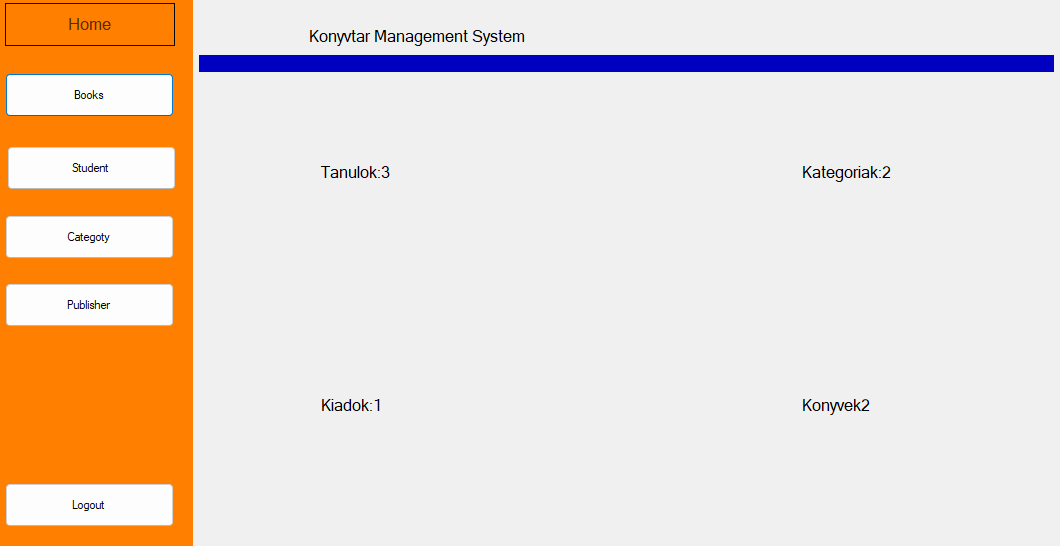 Home
Books
Student
Categoty
Publisher
Logout
Konyvtar Management System
Tanulok:3
Kategoriak:2
Kiadok:1
Konyvek2